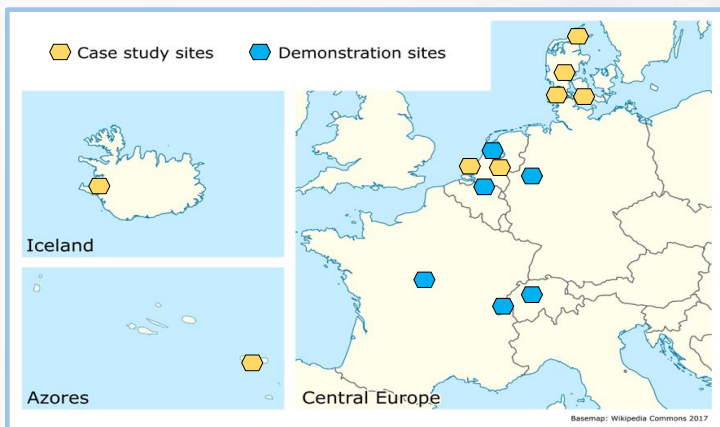 Case study sites
Demonstration sites
Iceland
Azores
Central Europe
Basemap: Wikipedia Commons 2017